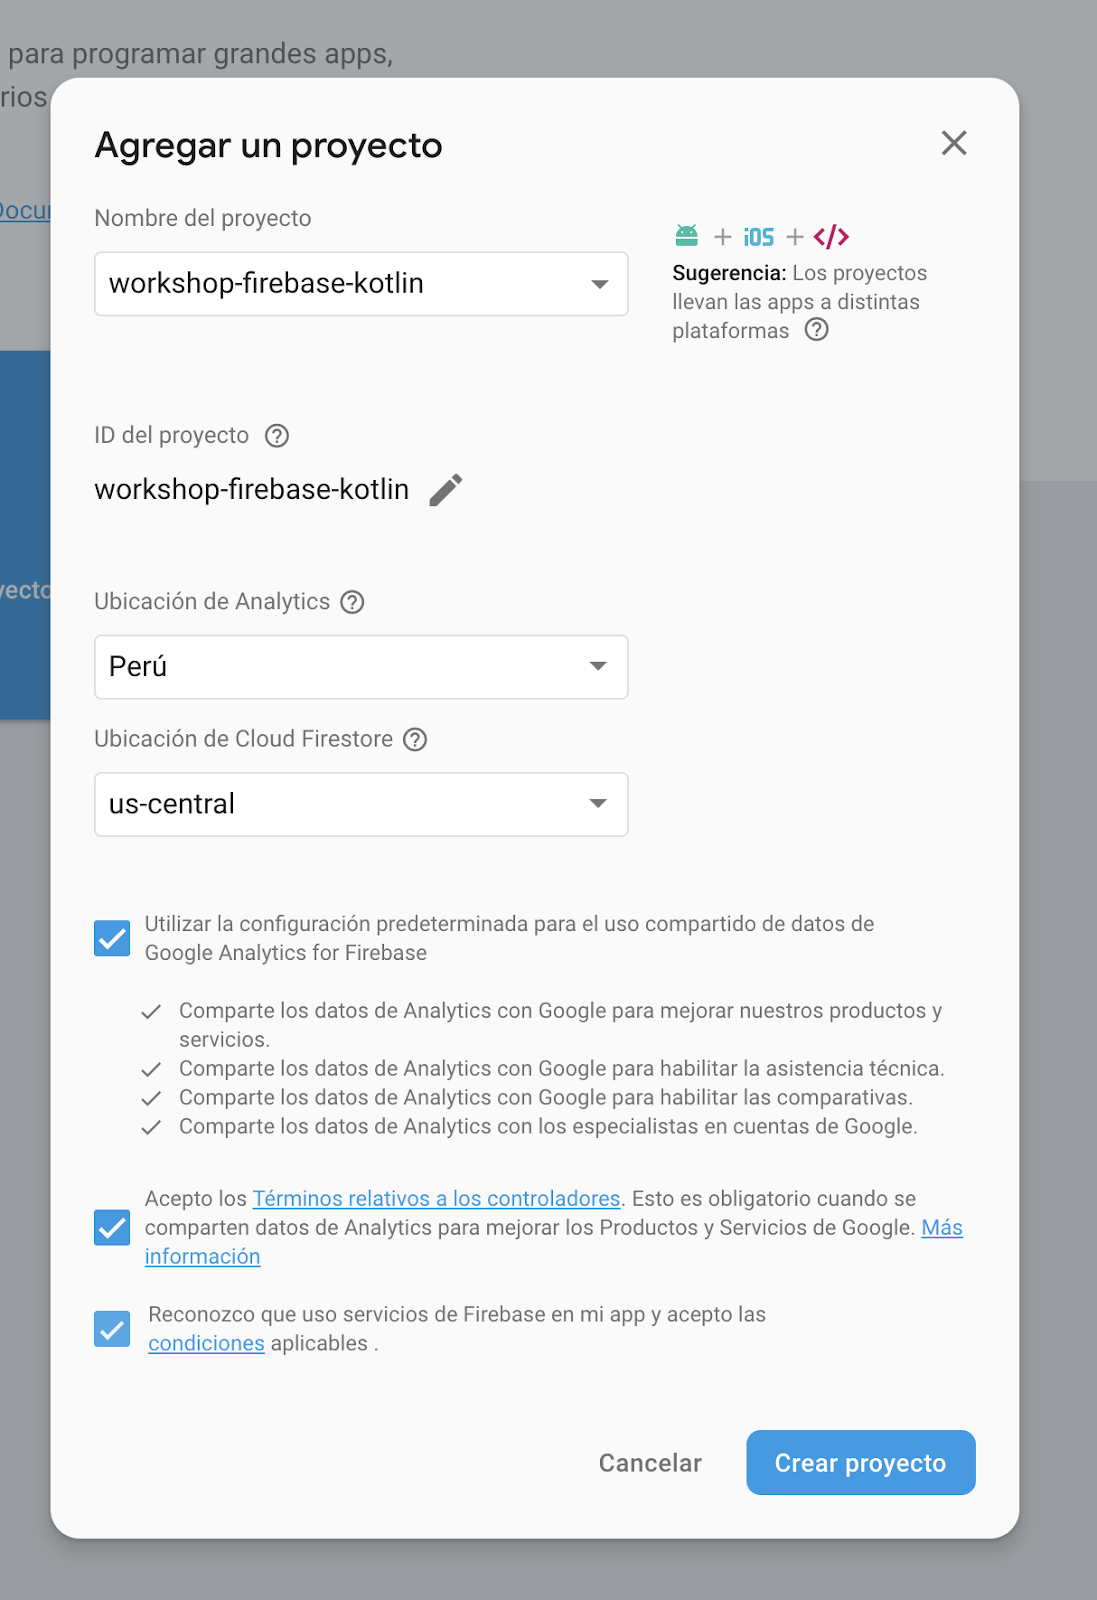 para programar grandes apps,
rios
Agregar un proyecto
Docu
Nombre del proyecto
workshop-firebase-kotlin
+ iOS + </>
Sugerencia: Los proyectos
llevan las apps a distintas
plataformas ?
ID del proyecto ?
workshop-firebase-kotlin
yecto
Ubicación de Analytics ?
Perú
Ubicación de Cloud Firestore ?
us-central
Utilizar la configuración predeterminada para el uso compartido de datos de
Google Analytics for Firebase
Comparte los datos de Analytics con Google para mejorar nuestros productos y
servicios.
Comparte los datos de Analytics con Google para habilitar la asistencia técnica.
Comparte los datos de Analytics con Google para habilitar las comparativas.
Comparte los datos de Analytics con los especialistas en cuentas de Google.
Acepto los Términos relativos a los controladores. Esto es obligatorio cuando se
comparten datos de Analytics para mejorar los Productos y Servicios de Google. Más
información
Reconozco que uso servicios de Firebase en mi app y acepto las
condiciones aplicables .
Cancelar
Crear proyecto